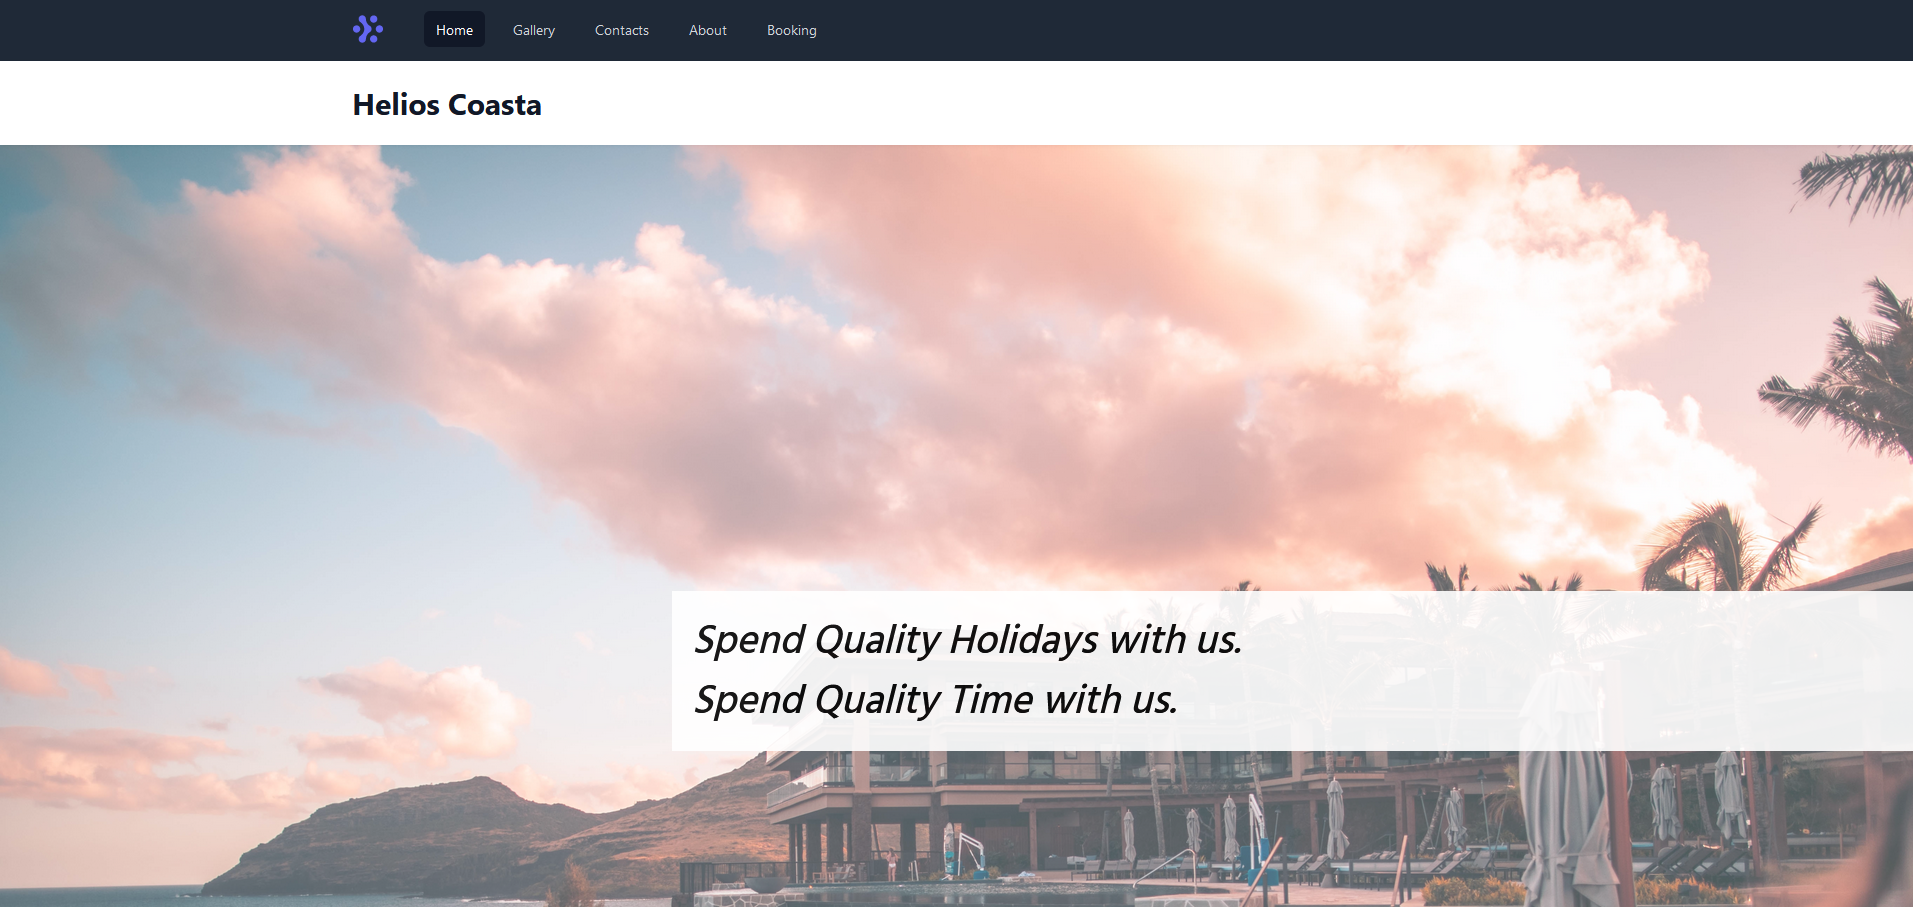 Home Gallery Contacts About Booking
Helios Coasta
Spend Quality Holidays with us.
Spend Quality Time with us.